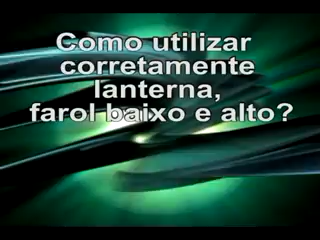 Como utilizar
corretamente
lanterna,
farol baixo e alto?